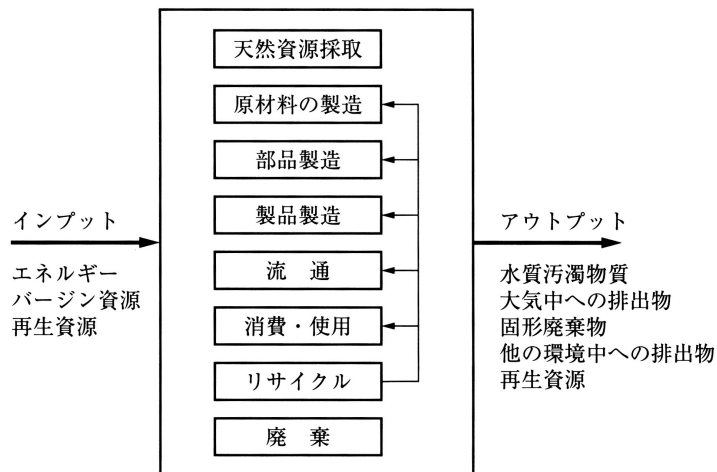 天然資源採取
原材料の製造
部品製造
製品製造
流 通
消費・使用
リサイクル
廃 棄
インプット
エネルギー
バージン資源
再生資源
アウトプット
水質汚濁物質
大気中への排出物
固形廃棄物
他の環境中への排出物
再生資源